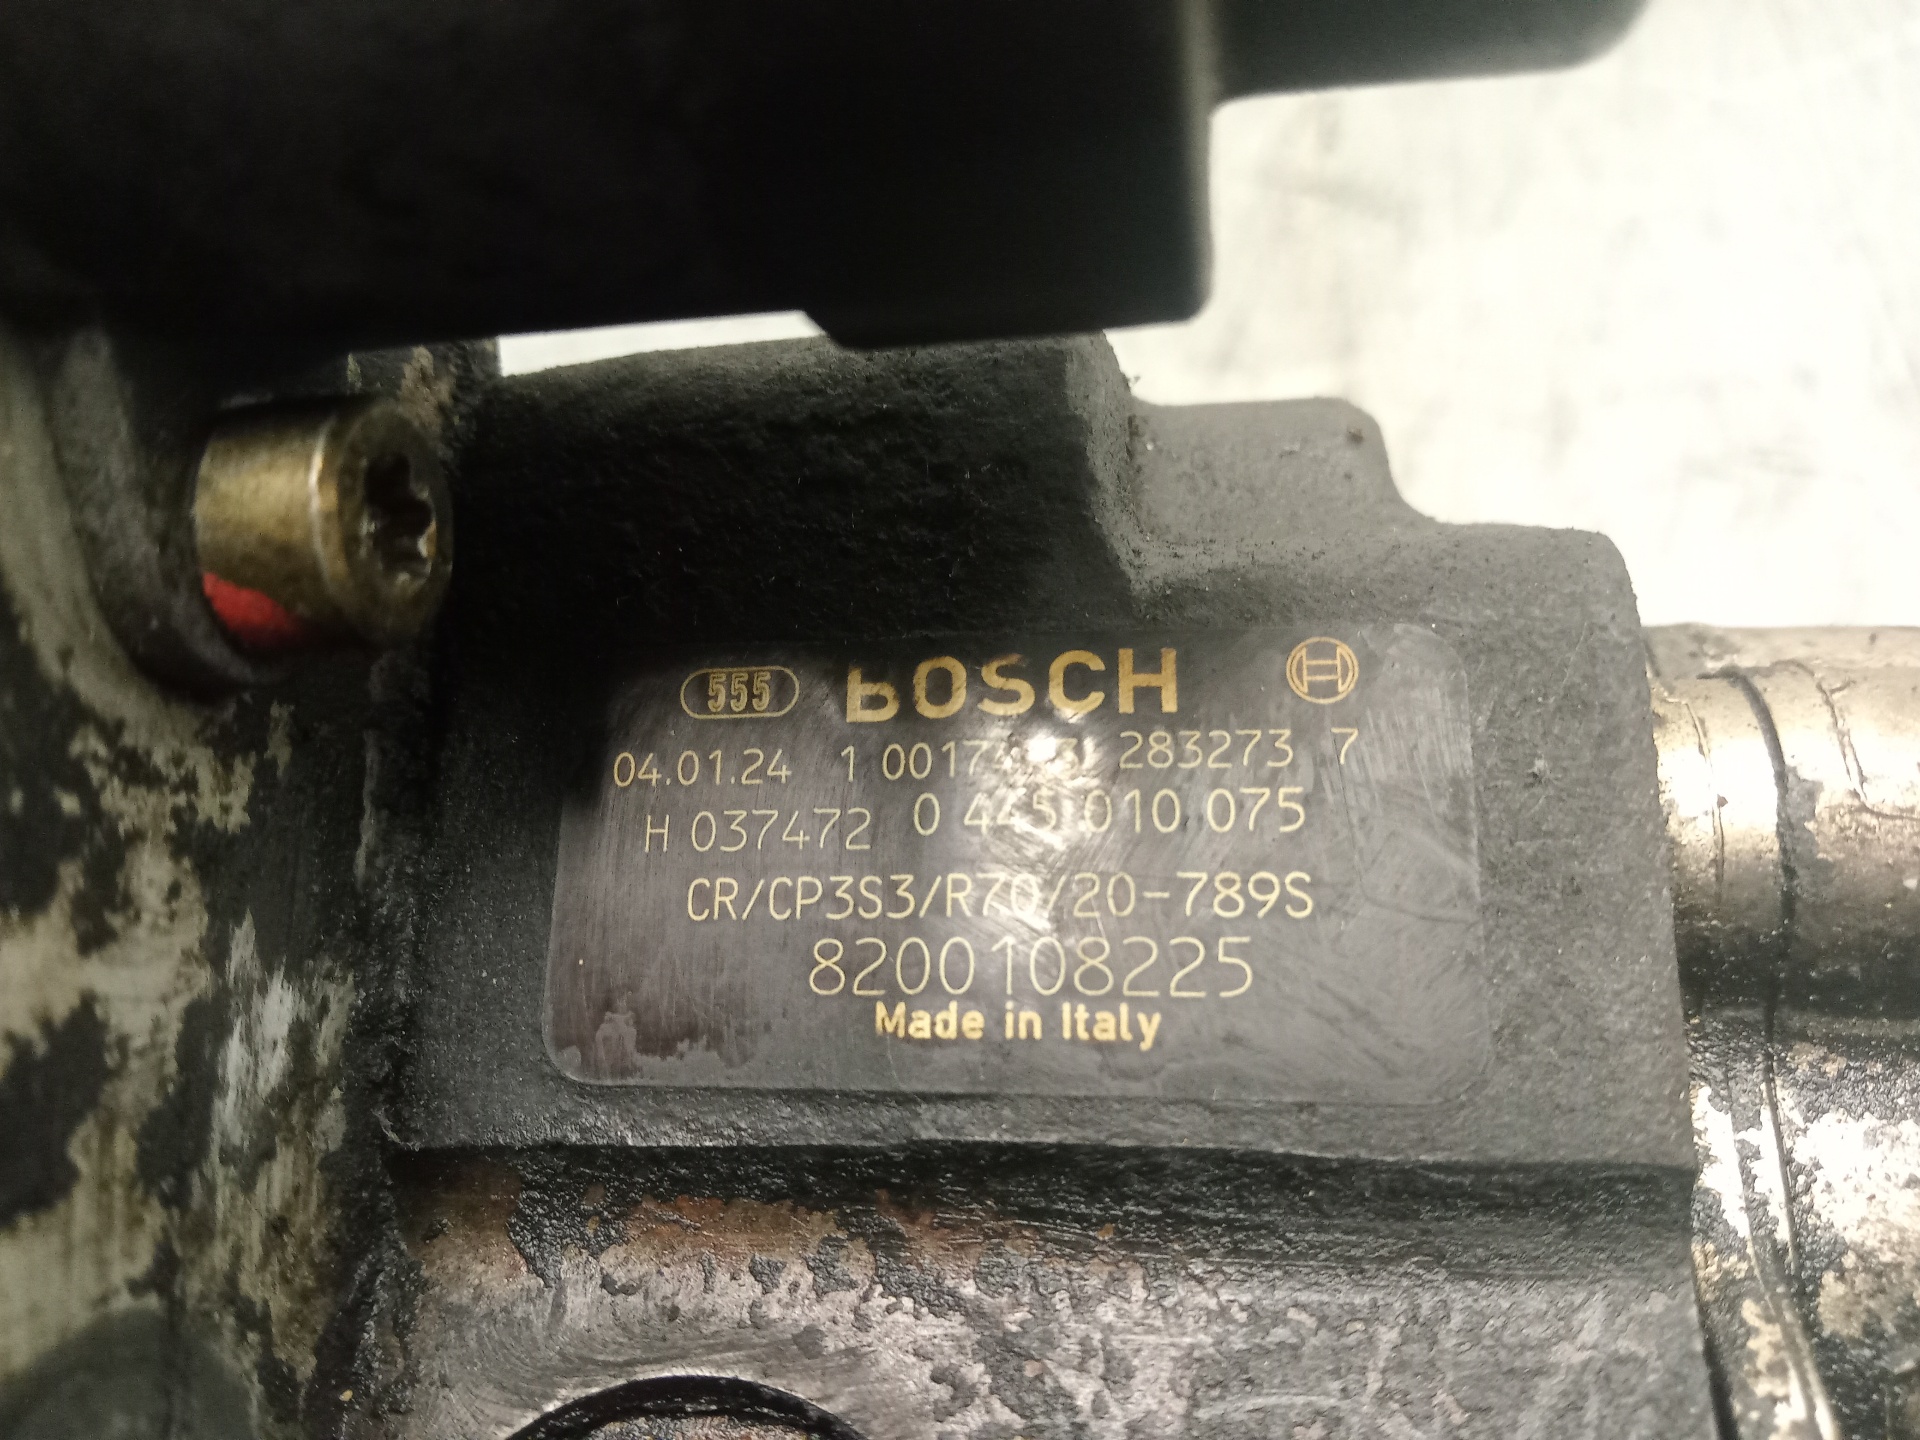 555 BOSCH
04.01.24 1 283273 7
H 037472 0 445 010 075
CR/CP3S3/R70/20-789S
8200108225
Made in Italy